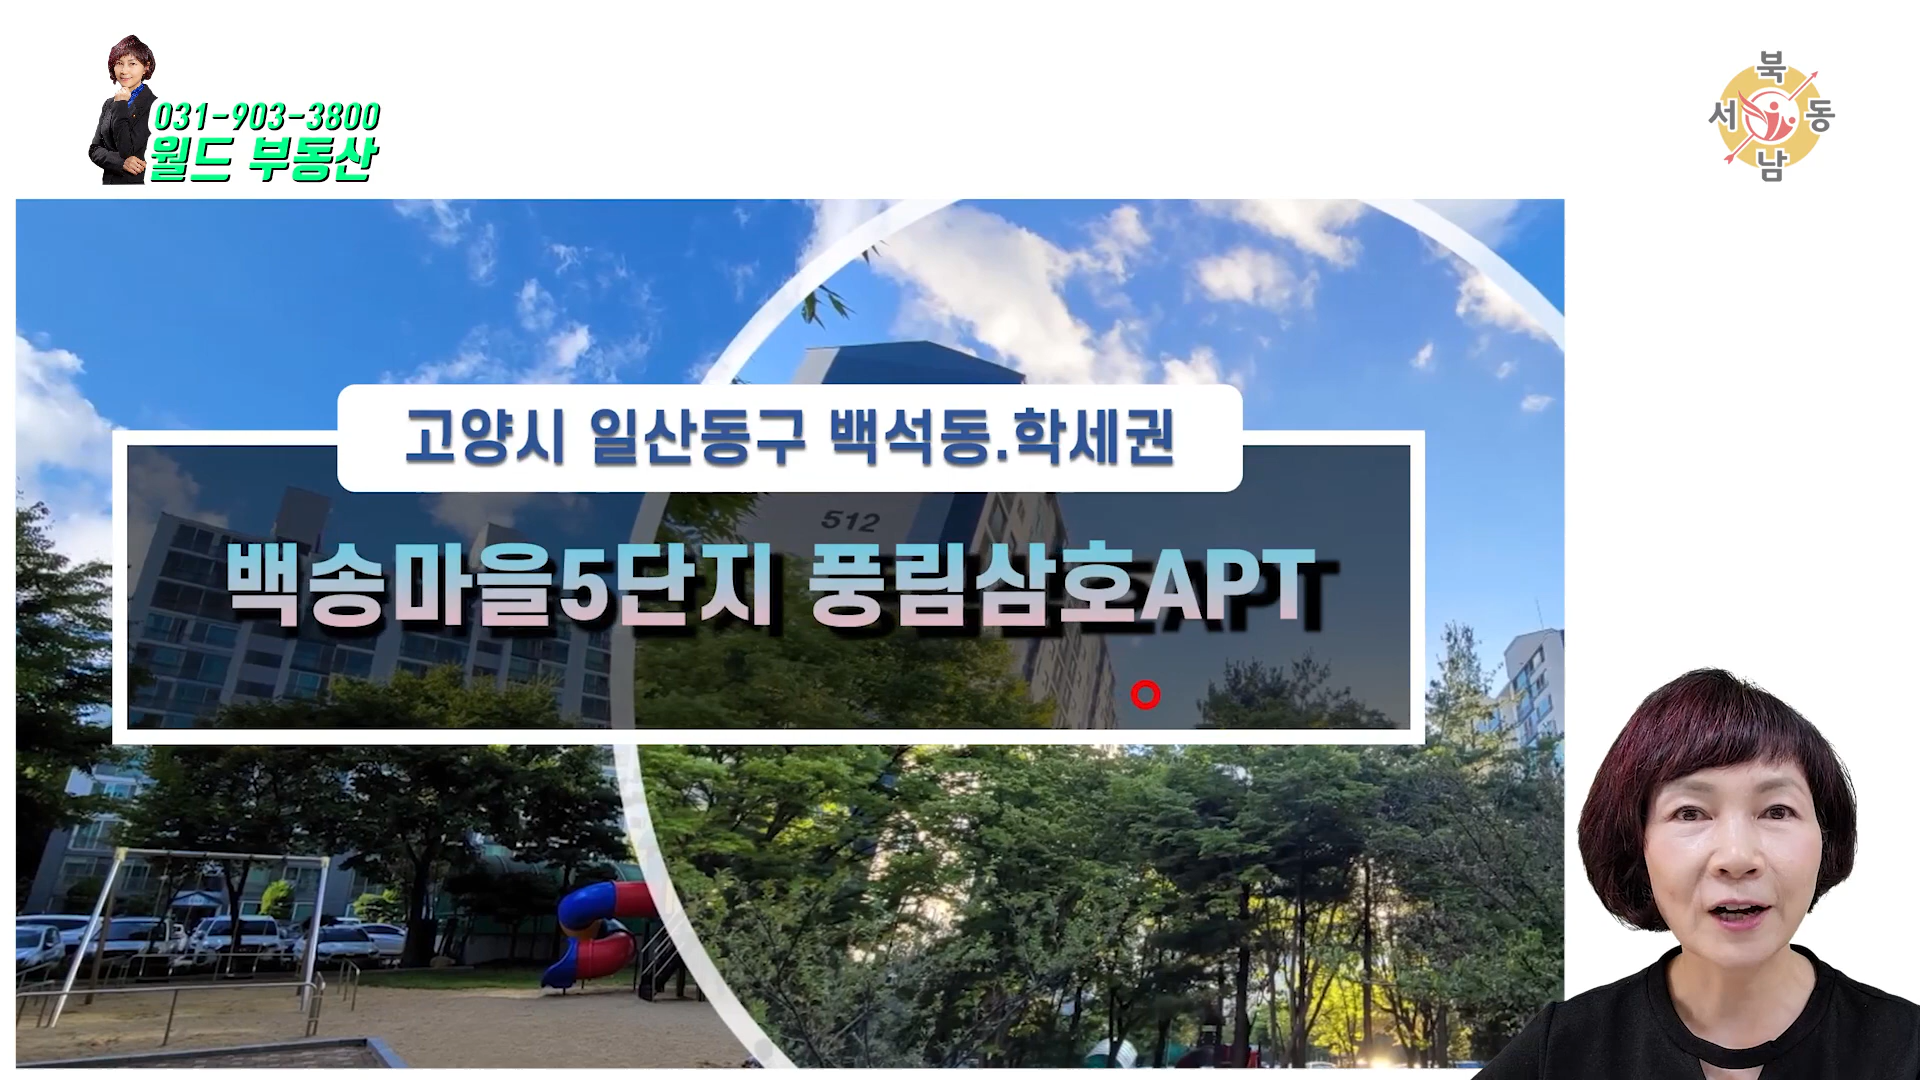 031-903-3800
월드 부동산
북
서 동
남
고양시 일산동구 백석동.학세권
512
백송마을5단지 풍림삼호APT